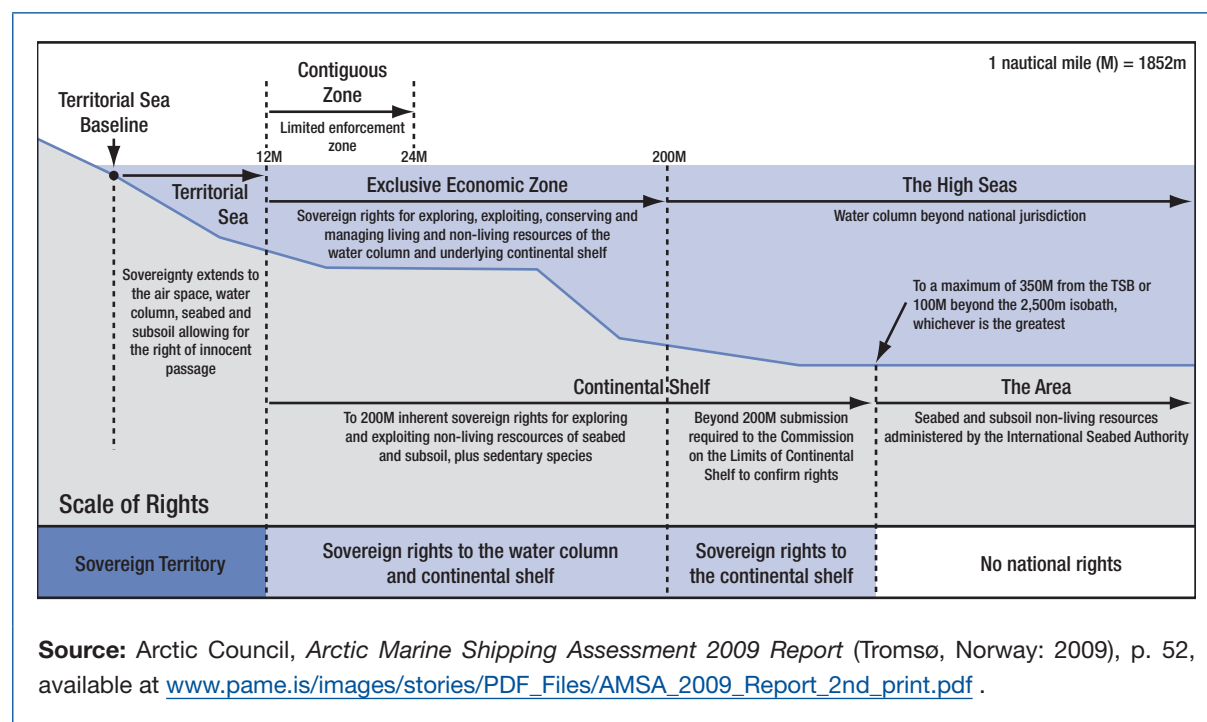 1 nautical mile (M) = 1852m
Contiguous
Zone
Limited enforcement
zone
Territorial Sea
Baseline
12M
24M
200M
Territorial
Sea
Exclusive Economic Zone
Sovereign rights for exploring, exploiting, conserving and
managing living and non-living resources of the
water column and underlying continental shelf
The High Seas
Water column beyond national jurisdiction
Sovereignty extends to
the air space, water
column, seabed and
subsoil allowing for
the right of innocent
passage
To a maximum of 350M from the TSB or
100M beyond the 2,500m isobath,
whichever is the greatest
Continental Shelf
To 200M inherent sovereign rights for exploring
and exploiting non-living rescources of seabed
and subsoil, plus sedentary species
Beyond 200M submission
required to the Commission
on the Limits of Continental
Shelf to confirm rights
The Area
Seabed and subsoil non-living resources
administered by the International Seabed Authority
Scale of Rights
Sovereign Territory
Sovereign rights to the water column
and continental shelf
Sovereign rights to
the continental shelf
No national rights
Source: Arctic Council, Arctic Marine Shipping Assessment 2009 Report (Tromsø, Norway: 2009), p. 52,
available at www.pame.is/images/stories/PDF_Files/AMSA_2009_Report_2nd_print.pdf .